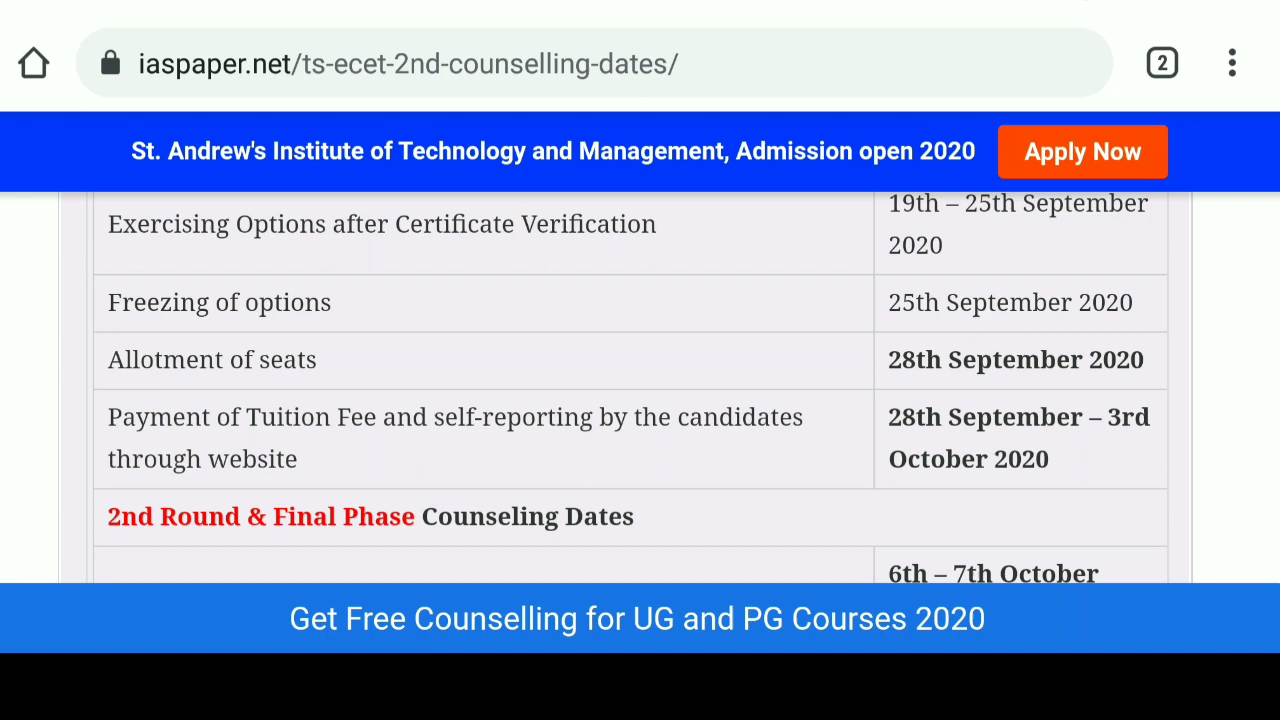 iaspaper.net/ts-ecet-2nd-counselling-dates/
2
St. Andrew's Institute of Technology and Management, Admission open 2020
Apply Now
Exercising Options after Certificate Verification
19th – 25th September
2020
Freezing of options
25th September 2020
Allotment of seats
28th September 2020
Payment of Tuition Fee and self-reporting by the candidates
through website
28th September – 3rd
October 2020
2nd Round & Final Phase Counseling Dates
6th – 7th October
Get Free Counselling for UG and PG Courses 2020